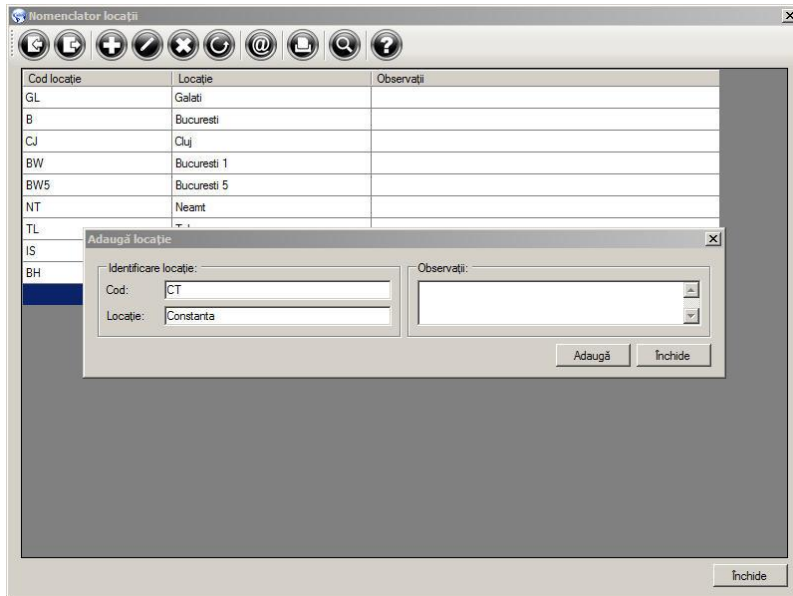 Nomenclator locații
Cod locație Locație Observații
GL Galati
B Bucuresti
CJ Cluj
BW Bucuresti 1
BW5 Bucuresti 5
NT Neamt
TL
IS
BH
Adaugă locație
Identificare locație:
Cod: CT
Locație: Constanta
Observații:
Adaugă Închide
Închide